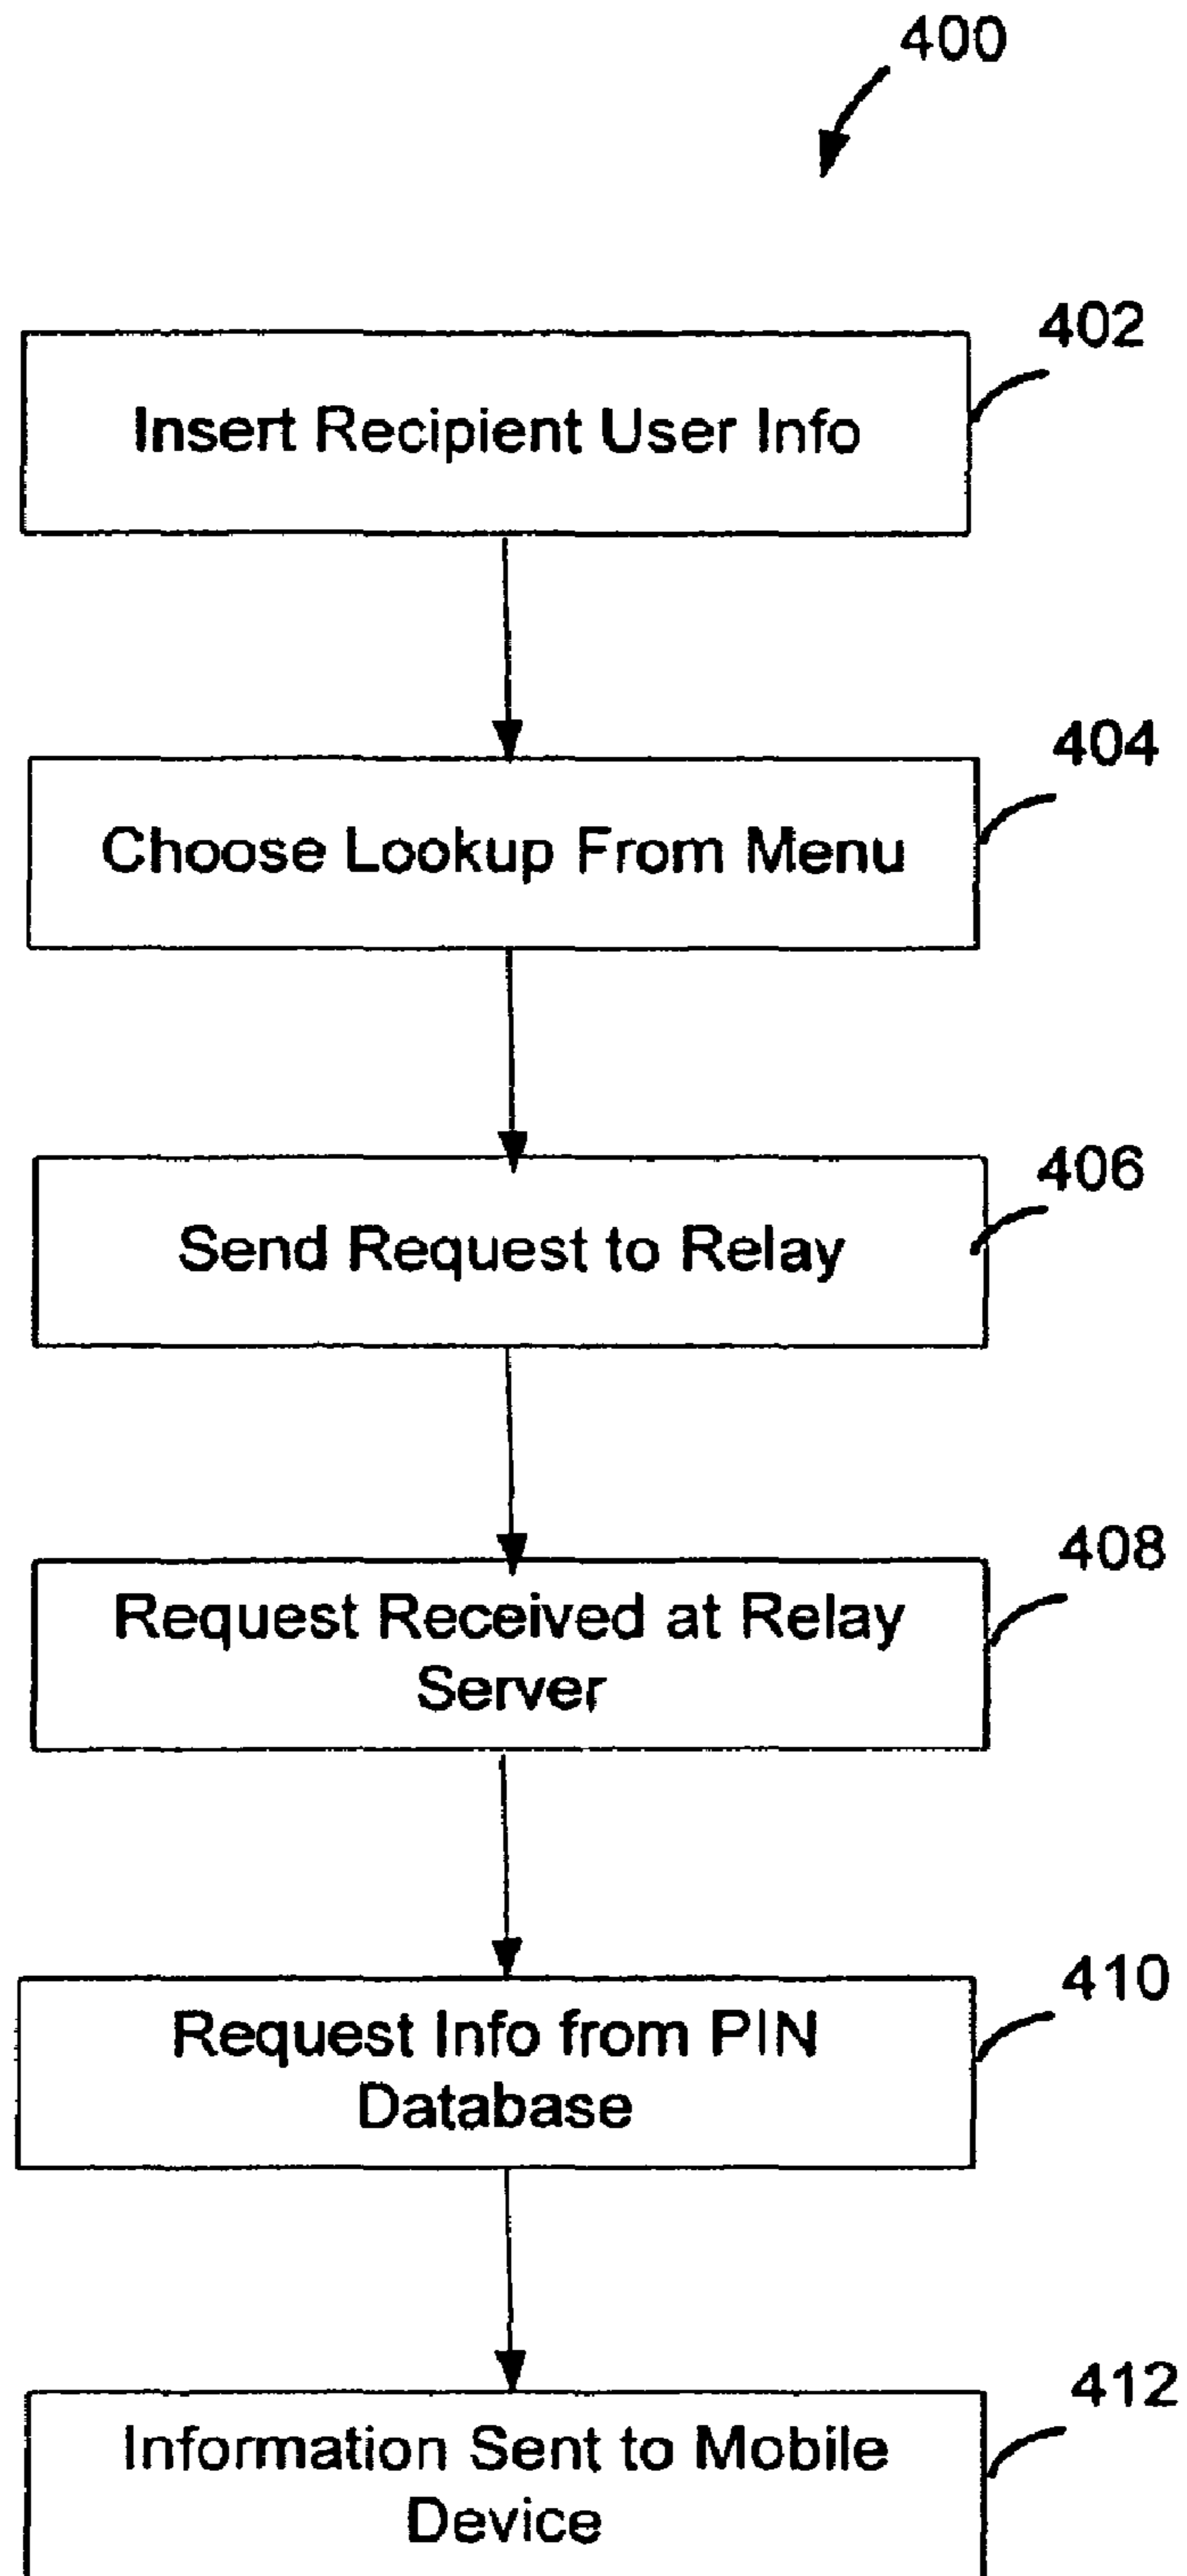 400
402
Insert Recipient User Info
404
Choose Lookup From Menu
406
Send Request to Relay
408
Request Received at Relay
Server
410
Request Info from PIN
Database
412
Information Sent to Mobile
Device